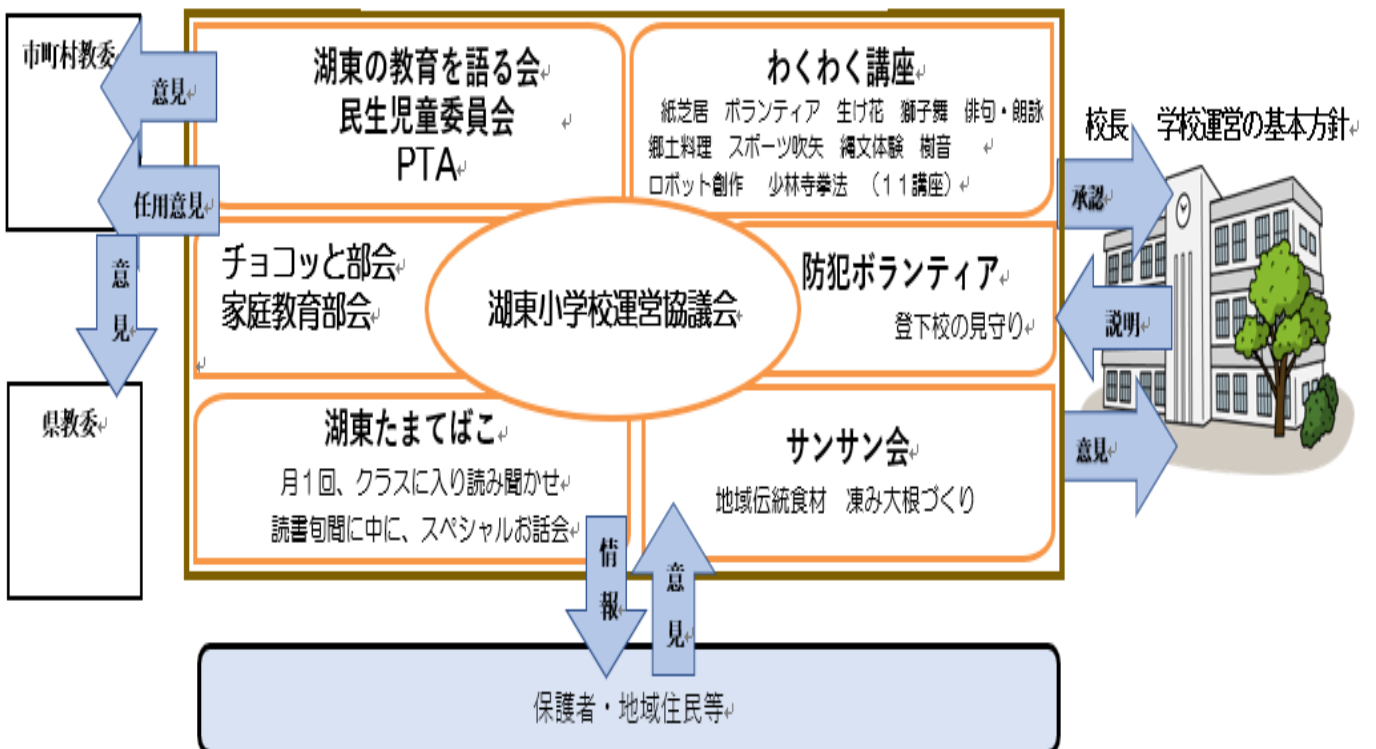 市町村教委
意見
任用意見
意見
県教委
湖東の教育を語る会
民生児童委員会
PTA
わくわく講座
紙芝居 ボランティア 生け花 獅子舞 俳句・朗詠
郷土料理 スポーツ吹矢 縄文体験 樹音
ロボット創作 少林寺拳法 (11講座)
チョコッと部会
家庭教育部会
湖東小学校運営協議会
防犯ボランティア
登下校の見守り
湖東たまてばこ
月1回、クラスに入り読み聞かせ
読書旬間に中に、スペシャルお話会
サンサン会
地域伝統食材 凍み大根づくり
校長 学校運営の基本方針
承認
説明
意見
情報
意見
保護者・地域住民等